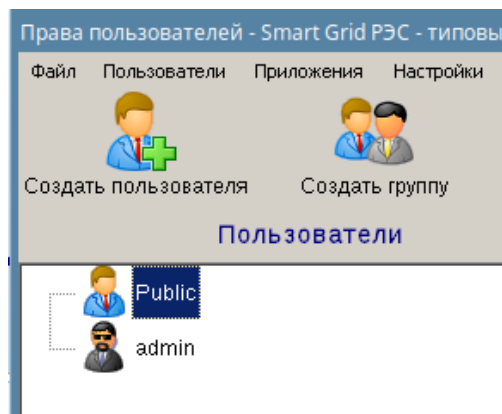 Права пользователей - Smart Grid РЭС - типовы
Файл Пользователи Приложения Настройки
Создать пользователя Создать группу
Пользователи
Public
admin